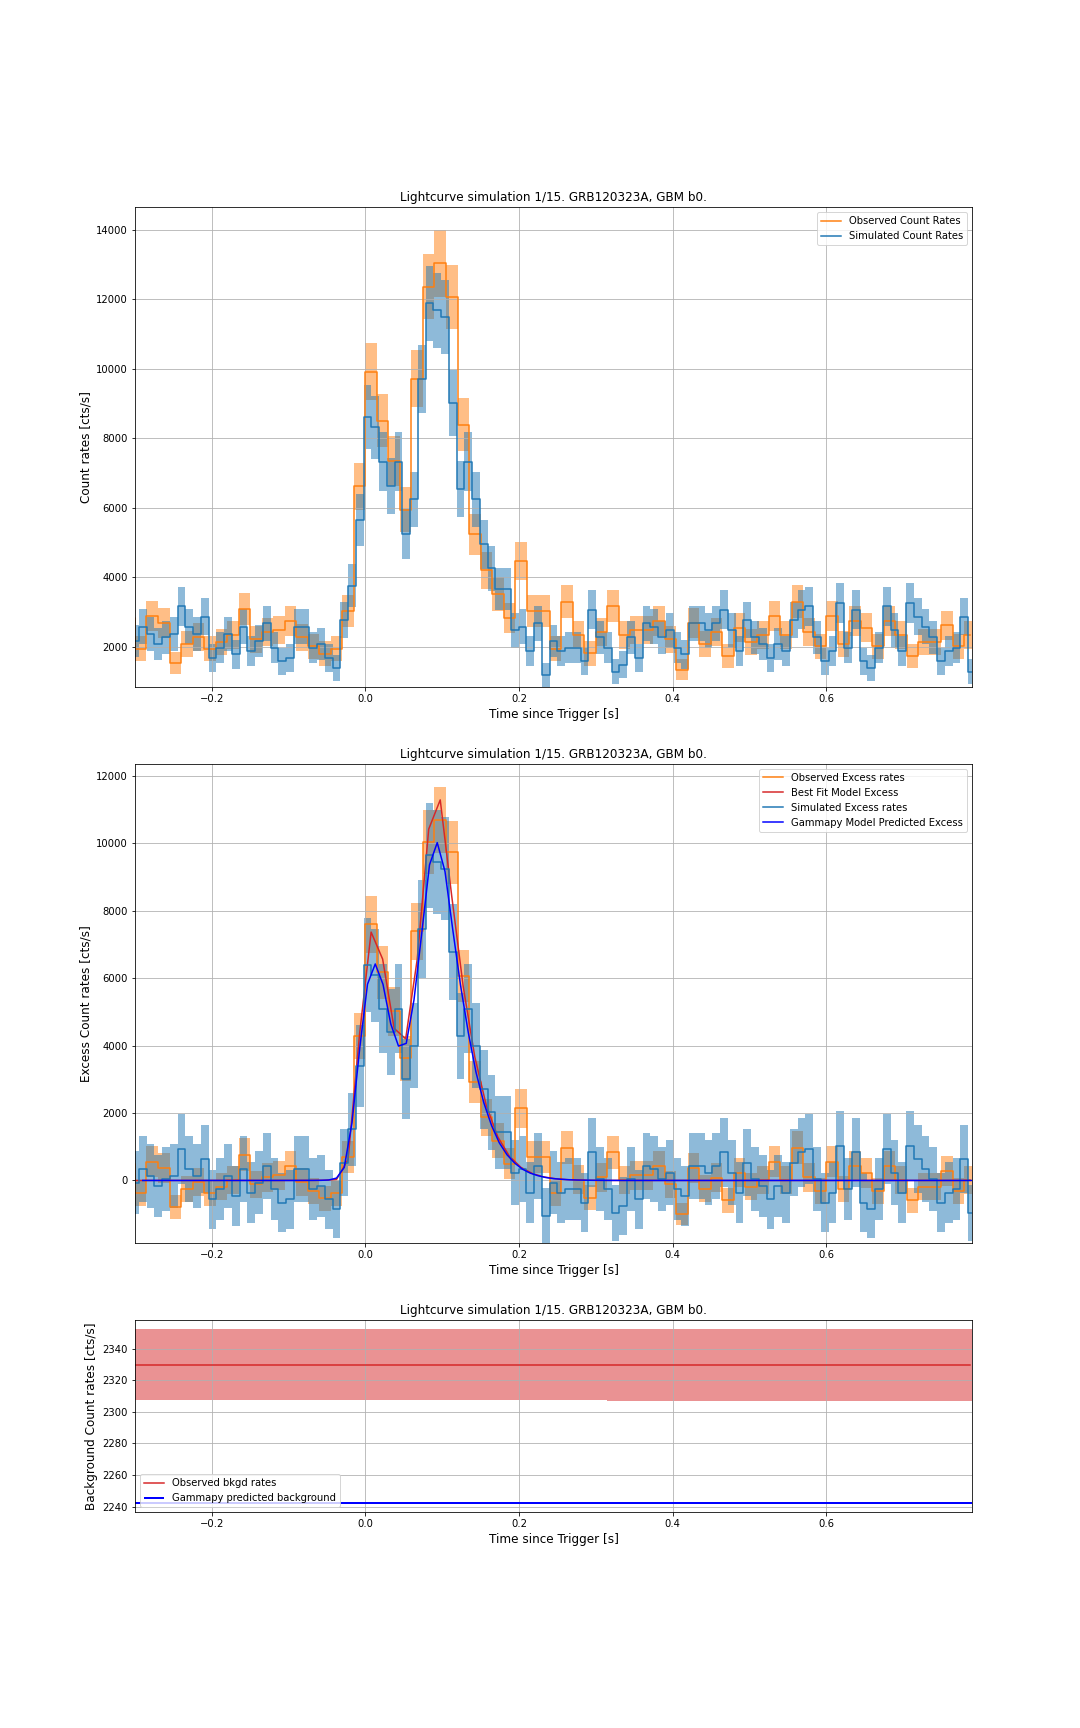 Lightcurve simulation 1/15. GRB120323A, GBM b0.
Observed Count Rates
Simulated Count Rates
14000
12000
10000
8000
6000
4000
2000
Count rates [cts/s]
−0.2 0.0 0.2 0.4 0.6
Time since Trigger [s]
Lightcurve simulation 1/15. GRB120323A, GBM b0.
Observed Excess rates
Best Fit Model Excess
Simulated Excess rates
Gammapy Model Predicted Excess
12000
10000
8000
6000
4000
2000
0
Excess Count rates [cts/s]
−0.2 0.0 0.2 0.4 0.6
Time since Trigger [s]
Lightcurve simulation 1/15. GRB120323A, GBM b0.
2340
2320
2300
2280
2260
2240
Background Count rates [cts/s]
Observed bkgd rates
Gammapy predicted background
−0.2 0.0 0.2 0.4 0.6
Time since Trigger [s]